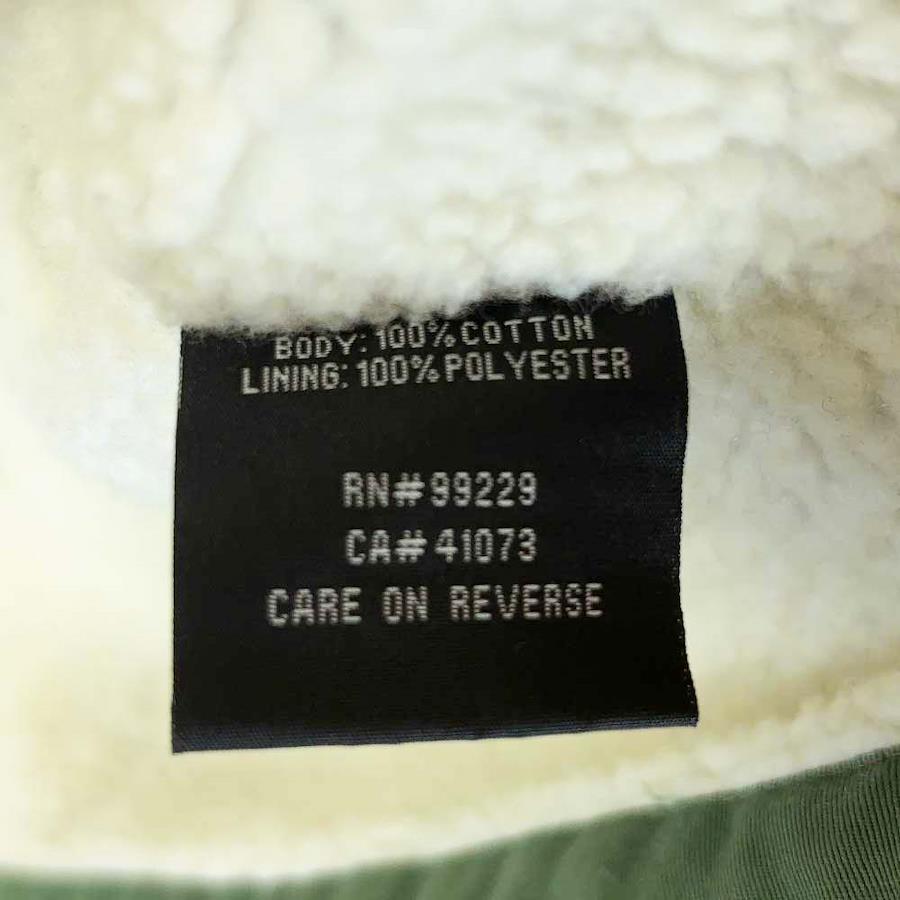 BODY: 100% COTTON
LINING: 100% POLYESTER
RN# 99229
CA# 41073
CARE ON REVERSE